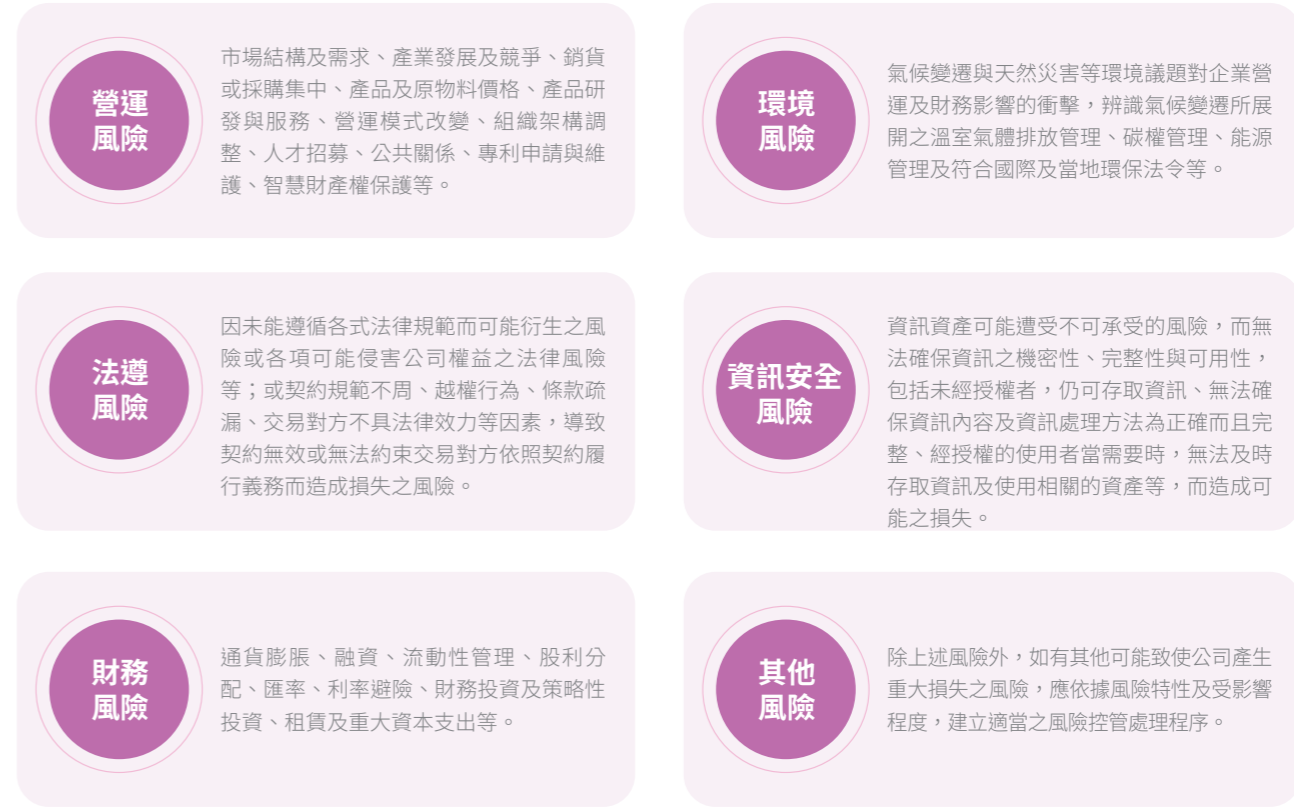 營運
風險
市場結構及需求、產業發展及競爭、銷貨
或採購集中、產品及原物料價格、產品研
發與服務、營運模式改變、組織架構調
整、人才招募、公共關係、專利申請與維
護、智慧財產權保護等。
環境
風險
氣候變遷與天然災害等環境議題對企業營
運及財務影響的衝擊，辨識氣候變遷所展
開之溫室氣體排放管理、碳權管理、能源
管理及符合國際及當地環保法令等。
法遵
風險
因未能遵循各式法律規範而可能衍生之風
險或各項可能侵害公司權益之法律風險
等；或契約規範不周、越權行為、條款疏
漏、交易對方不具法律效力等因素，導致
契約無效或無法約束交易對方依照契約履
行義務而造成損失之風險。
資訊安全
風險
資訊資產可能遭受不可承受的風險，而無
法確保資訊之機密性、完整性與可用性，
包括未經授權者，仍可存取資訊、無法確
保資訊內容及資訊處理方法為正確而且完
整、經授權的使用者當需要時，無法及時
存取資訊及使用相關的資產等，而造成可
能之損失。
財務
風險
通貨膨脹、融資、流動性管理、股利分
配、匯率、利率避險、財務投資及策略性
投資、租賃及重大資本支出等。
其他
風險
除上述風險外，如有其他可能致使公司產生
重大損失之風險，應依據風險特性及受影響
程度，建立適當之風險控管處理程序。